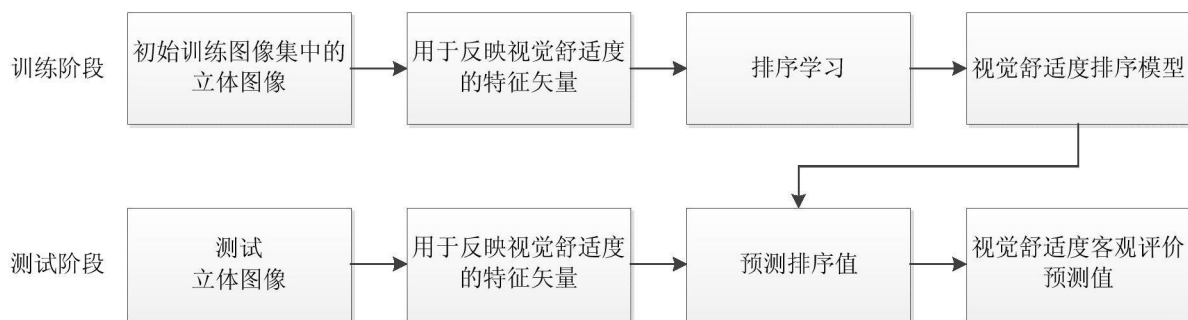 训练阶段
初始训练图像集中的
立体图像
用于反映视觉舒适度
的特征矢量
排序学习
视觉舒适度排序模型
测试阶段
测试
立体图像
用于反映视觉舒适度
的特征矢量
预测排序值
视觉舒适度客观评价
预测值